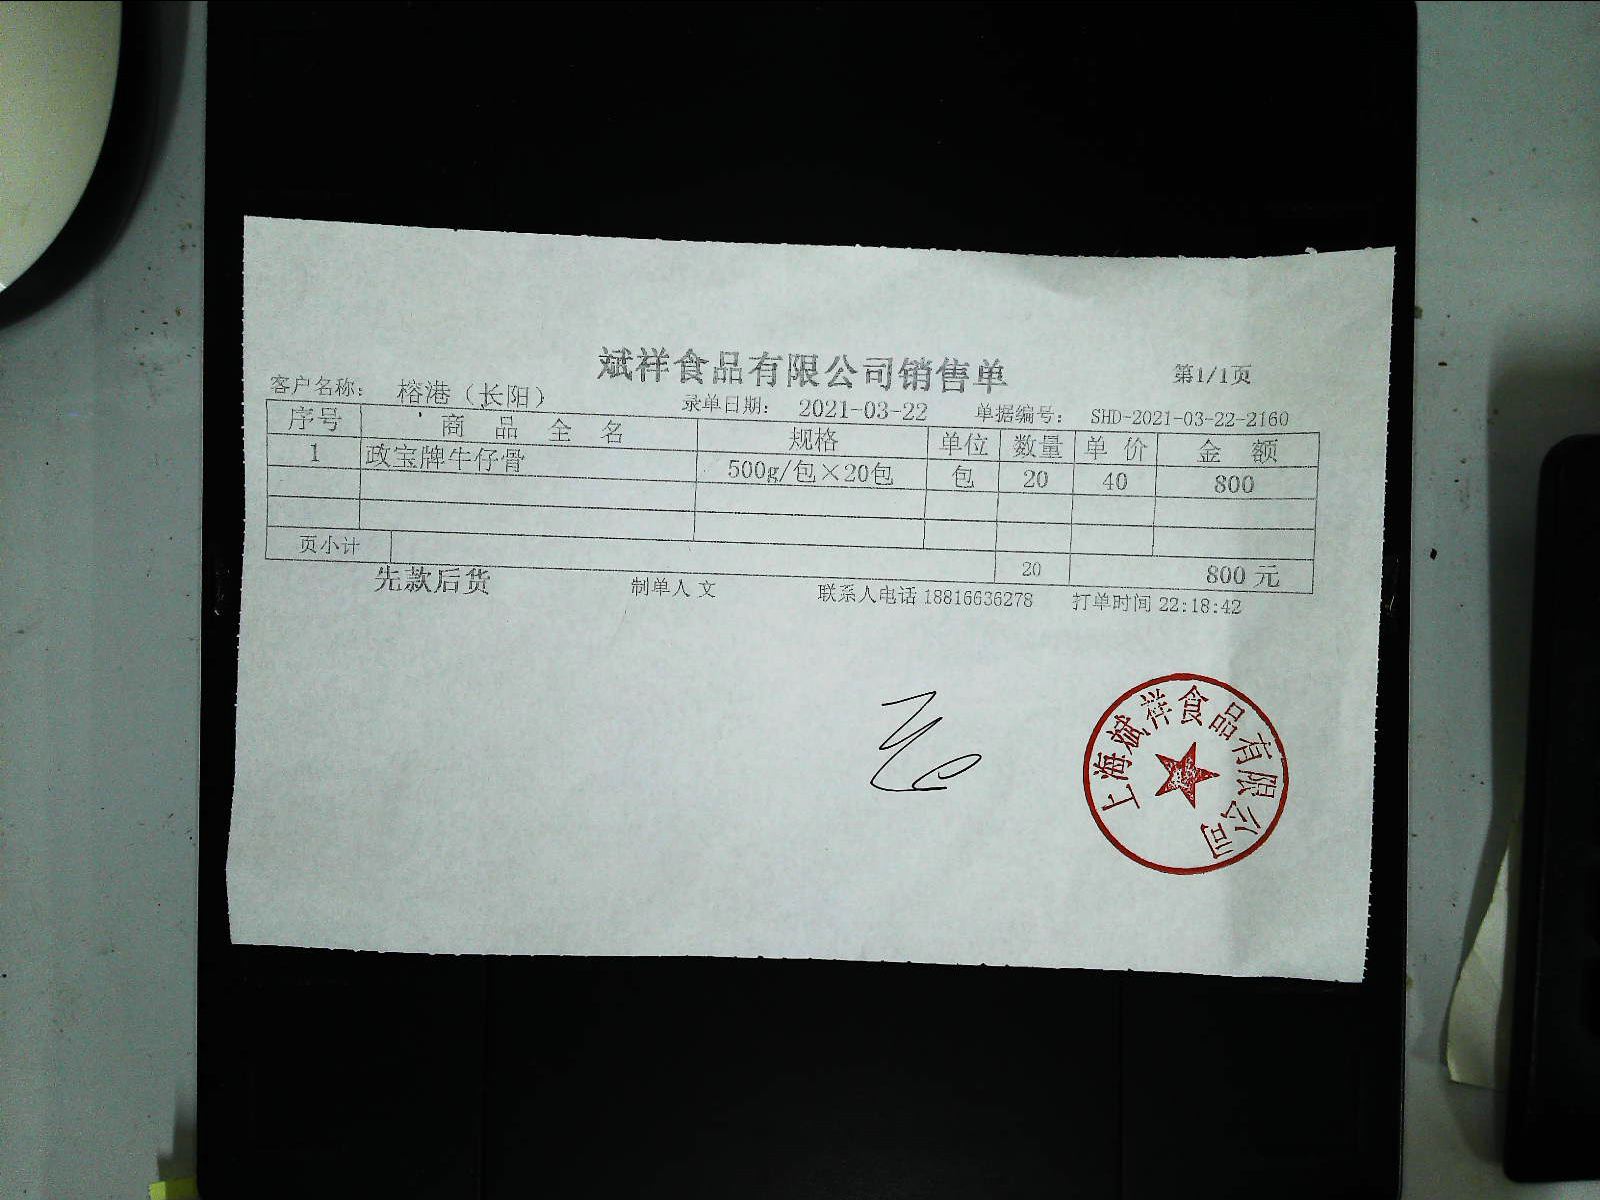 斌祥食品有限公司销售单
第1/1页
客户名称： 榕港（长阳） 录单日期： 2021-03-22 单据编号： SHD-2021-03-22-2160
序号 商品全名 规格 单位 数量 单价 金额
1 政宝牌牛仔骨 500g/包×20包 包 20 40 800
页小计 20 800元
先款后货 制单人 文 联系人电话 18816636278 打单时间 22:18:42
上海斌祥食品有限公司